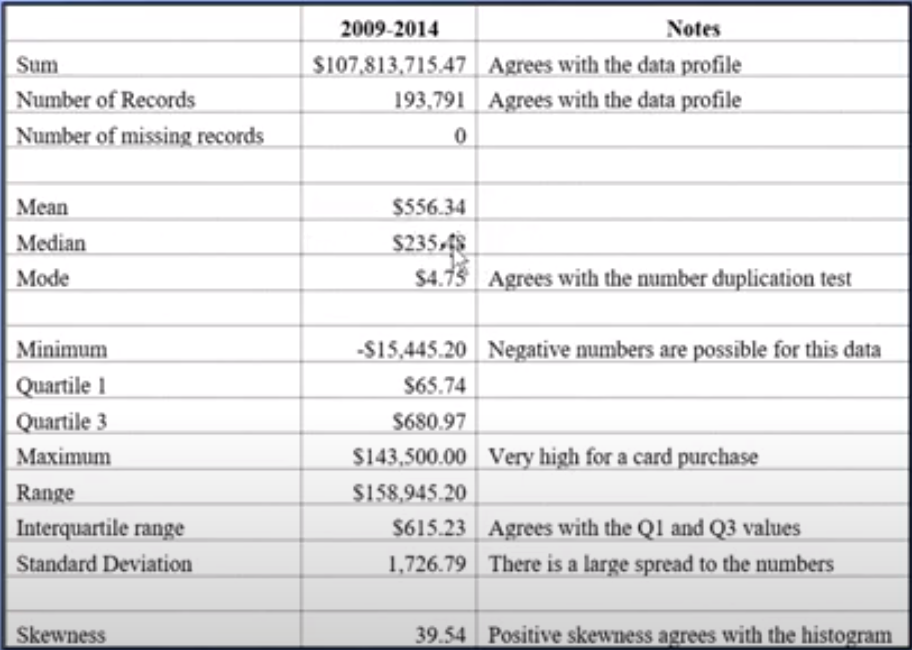 2009-2014 Notes
Sum $107,813,715.47 Agrees with the data profile
Number of Records 193,791 Agrees with the data profile
Number of missing records 0
Mean $556.34
Median
Mode $4.75 Agrees with the number duplication test
Minimum -$15,445.20 Negative numbers are possible for this data
Quartile 1 $65.74
Quartile 3 $680.97
Maximum $143,500.00 Very high for a card purchase
Range $158,945.20
Interquartile range $615.23 Agrees with the Q1 and Q3 values
Standard Deviation 1,726.79 There is a large spread to the numbers
Skewness 39.54 Positive skewness agrees with the histogram